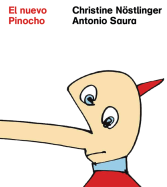 El nuevo
Pinocho
Christine Nöstlinger
Antonio Saura